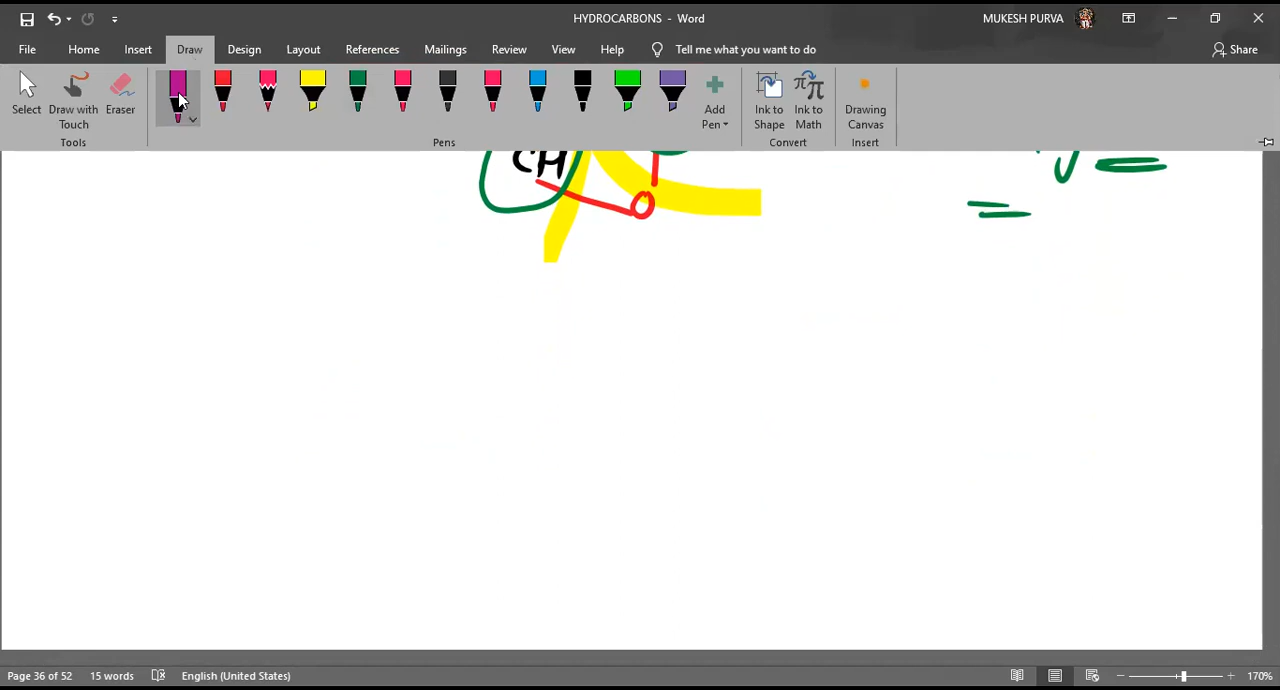 HYDROCARBONS - Word
MUKESH PURVA
File Home Insert Draw Design Layout References Mailings Review View Help Tell me what you want to do Share
Select
Draw with
Touch
Eraser
Add
Pen
Ink to
Shape
Ink to
Math
Drawing
Canvas
Tools Pens Convert Insert
CH
O
Page 36 of 52 15 words English (United States) 170%